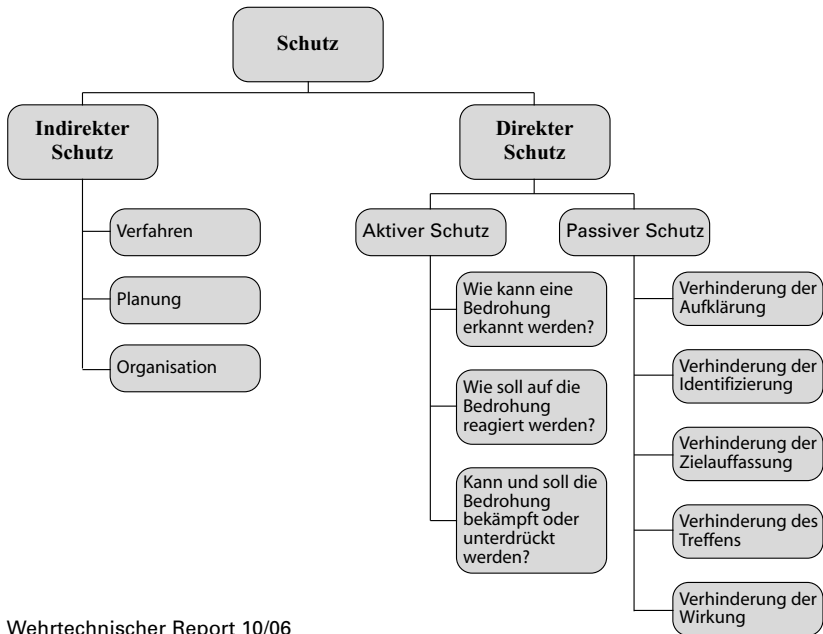 Schutz
Indirekter
Schutz
Verfahren
Planung
Organisation
Direkter
Schutz
Aktiver Schutz
Wie kann eine
Bedrohung
erkannt werden?
Wie soll auf die
Bedrohung
reagiert werden?
Kann und soll die
Bedrohung
bekämpft oder
unterdrückt
werden?
Passiver Schutz
Verhinderung der
Aufklärung
Verhinderung der
Identifizierung
Verhinderung der
Zielauffassung
Verhinderung des
Treffens
Verhinderung der
Wirkung
Wehrtechnischer Report 10/06